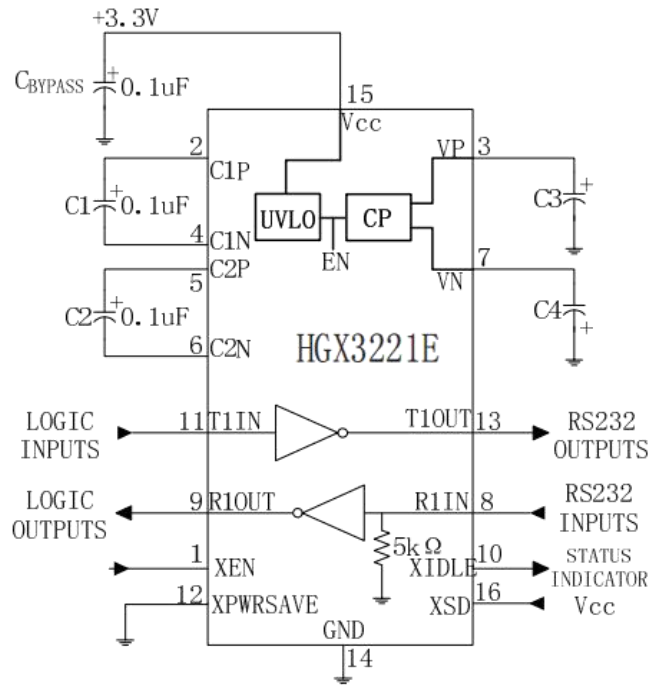 +3.3V
CBYPASS
0.1uF
15
Vcc
2
C1P
VP
3
C1
0.1uF
UVLO
CP
C3
4
C1N
EN
C2P
5
7
VN
C2
0.1uF
C4
6
C2N
HGX3221E
LOGIC
INPUTS
11
T1IN
T1OUT
13
RS232
OUTPUTS
LOGIC
OUTPUTS
9
R1OUT
R1IN
8
RS232
INPUTS
5kΩ
1
XEN
XIDLE
10
STATUS
INDICATOR
12
XPWRSAVE
XSD
16
Vcc
GND
14